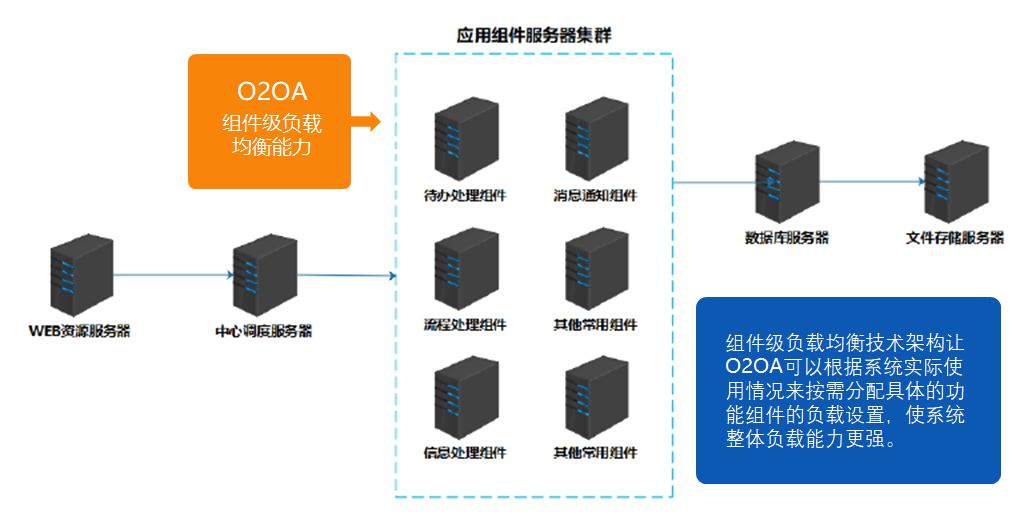 应用组件服务器集群
O2OA
组件级负载
均衡能力
待办处理组件
消息通知组件
数据库服务器
文件存储服务器
WEB资源服务器
中心调度服务器
流程处理组件
其他常用组件
信息处理组件
其他常用组件
组件级负载均衡技术架构让
O2OA可以根据系统实际使
用情况来按需分配具体的功
能组件的负载设置，使系统
整体负载能力更强。